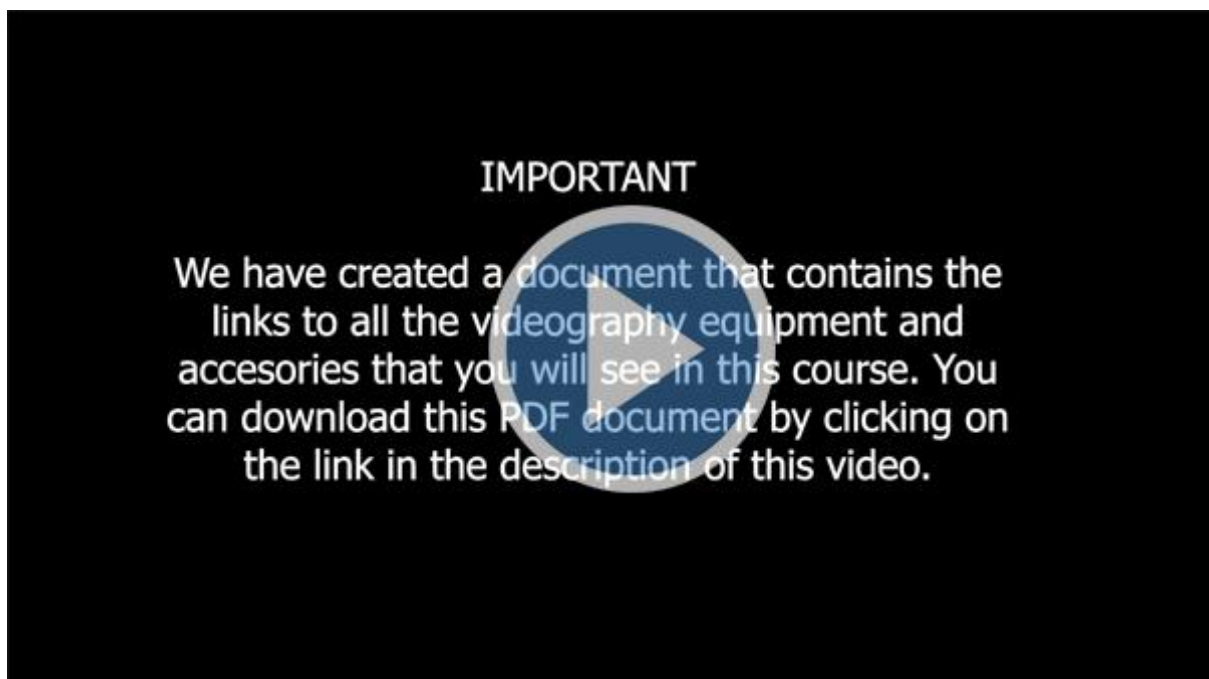 IMPORTANT
We have created a document that contains the
links to all the videography equipment and
accesories that you will see in this course. You
can download this PDF document by clicking on
the link in the description of this video.